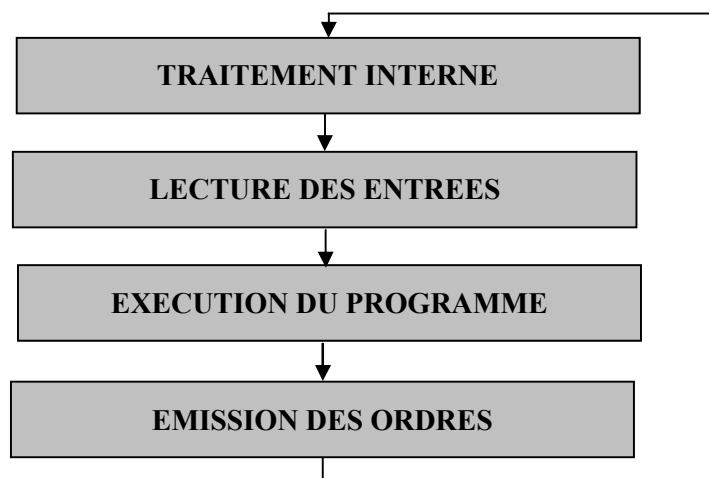 TRAITEMENT INTERNE
LECTURE DES ENTREES
EXECUTION DU PROGRAMME
EMISSION DES ORDRES